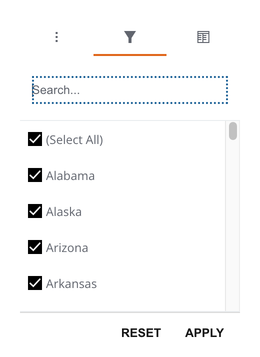 Search...
(Select All)
Alabama
Alaska
Arizona
Arkansas
RESET APPLY